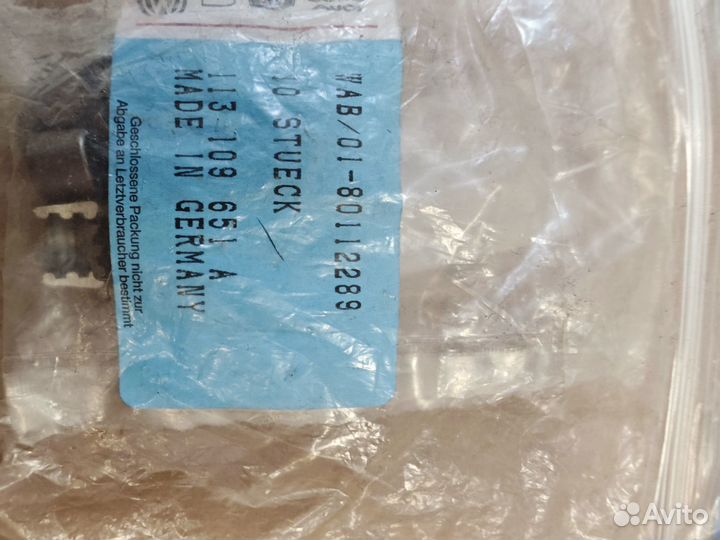 WAB/01-80112289
10 STUECK
113 109 651 A
MADE IN GERMANY
Geschlossene Packung nicht zur
Abgabe an Letztverbraucher bestimmt
Avito